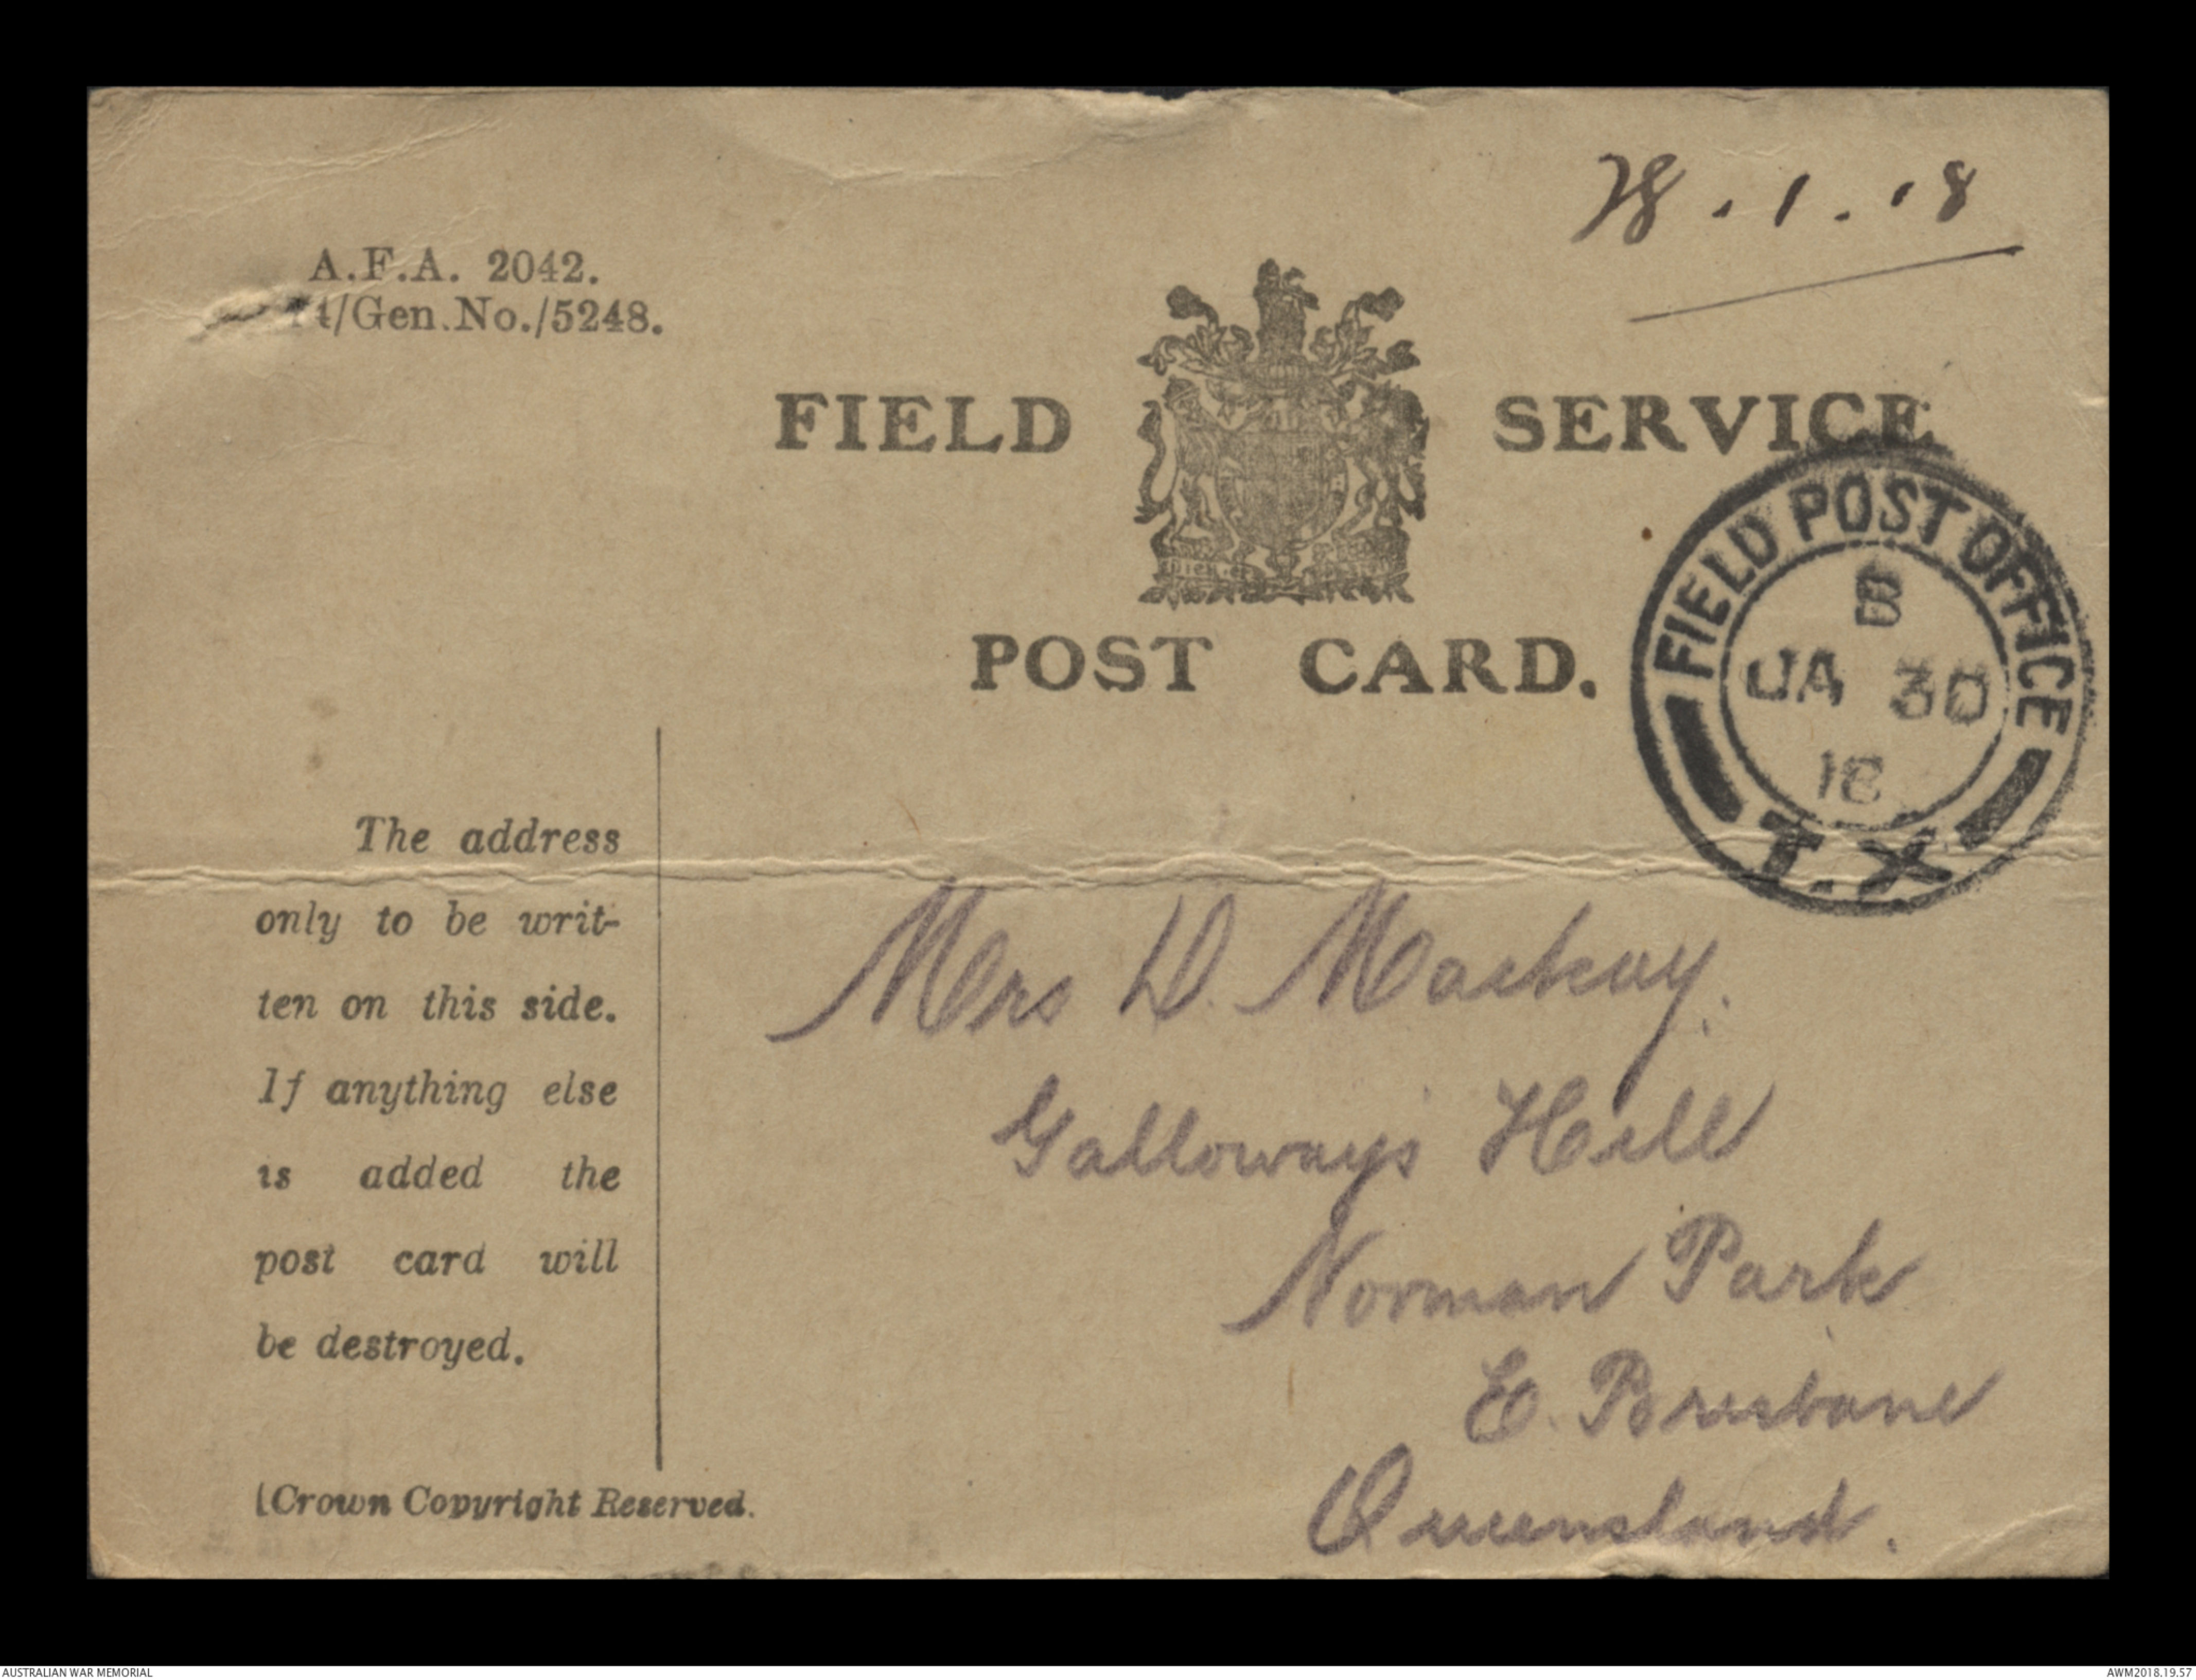 28.1.18
A.F.A. 2042.
t/Gen.No./5248.
FIELD SERVICE
POST CARD.
FIELD POST OFFICE
B
JA 30
18
T.X
The address
only to be writ-
ten on this side.
If anything else
is added the
post card will
be destroyed.
Mrs D. Mackay.
Galloways Hill
Norman Park
E. Brisbane
Queensland.
(Crown Copyright Reserved.
AUSTRALIAN WAR MEMORIAL
AWM2018.19.57